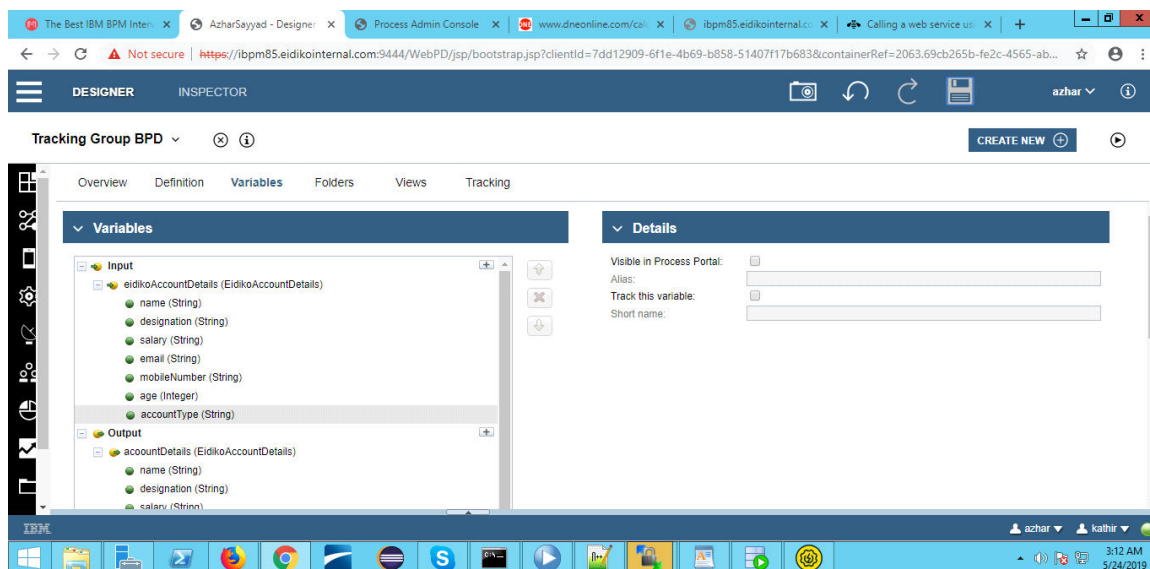 The Best IBM BPM Inter
AzharSayyad - Designer
Process Admin Console
www.dneonline.com/calc
ibpm85.eidikointernal.co
Calling a web service us
Not secure | https://ibpm85.eidikointernal.com:9444/WebPD/jsp/bootstrap.jsp?clientId=7dd12909-6f1e-4b69-b858-51407f17b683&containerRef=2063.69cb265b-fe2c-4565-ab...
DESIGNER INSPECTOR azhar
Tracking Group BPD CREATE NEW
Overview Definition Variables Folders Views Tracking
Variables
Input
eidikoAccountDetails (EidikoAccountDetails)
name (String)
designation (String)
salary (String)
email (String)
mobileNumber (String)
age (Integer)
accountType (String)
Output
acoountDetails (EidikoAccountDetails)
name (String)
designation (String)
salary (String)
Details
Visible in Process Portal:
Alias:
Track this variable:
Short name:
IBM azhar kathir
3:12 AM
5/24/2019